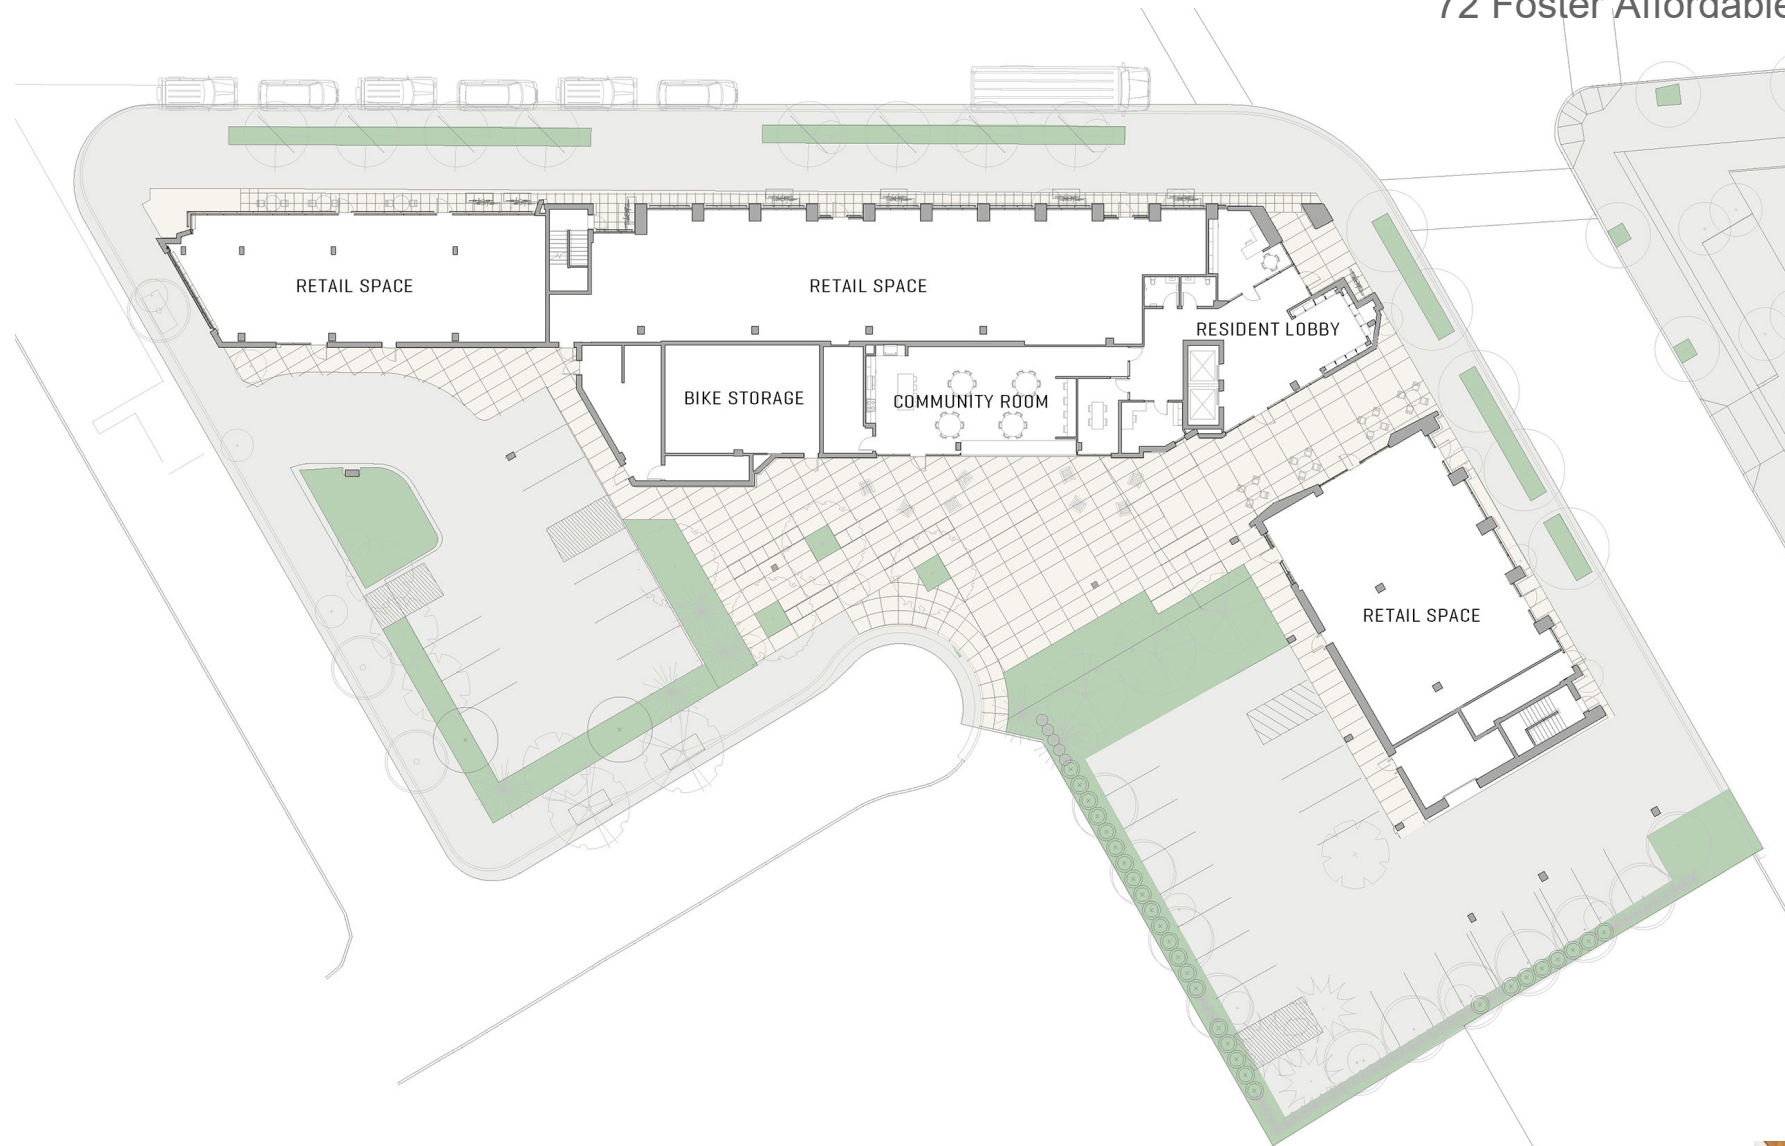 72 Foster Affordable
RETAIL SPACE
RETAIL SPACE
RESIDENT LOBBY
BIKE STORAGE
COMMUNITY ROOM
RETAIL SPACE